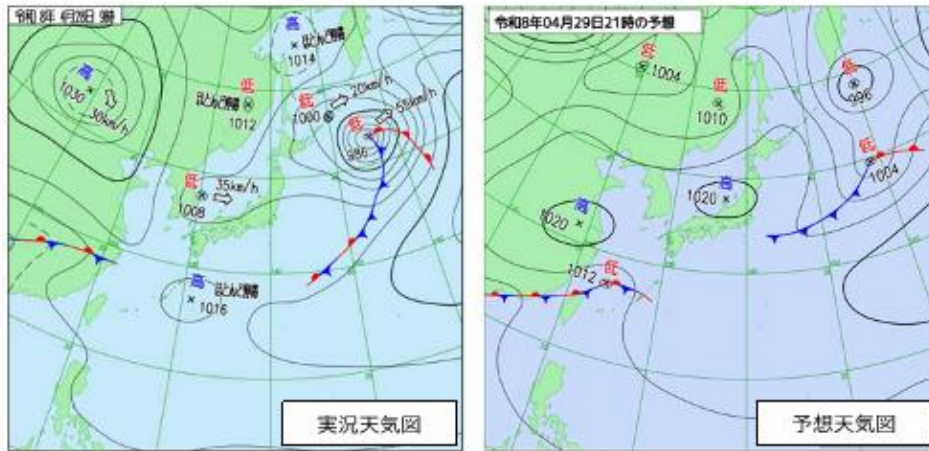 令和 8年 4月28日 9時
高
1030
30km/h
高
ほとんど停滞
1014
低
ほとんど停滞
1012
低
1000
20km/h
低
986
55km/h
低
1008
35km/h
高
ほとんど停滞
1016
実況天気図
令和8年04月29日21時の予想
低
1004
低
1010
低
996
低
1004
高
1020
高
1020
低
1012
予想天気図